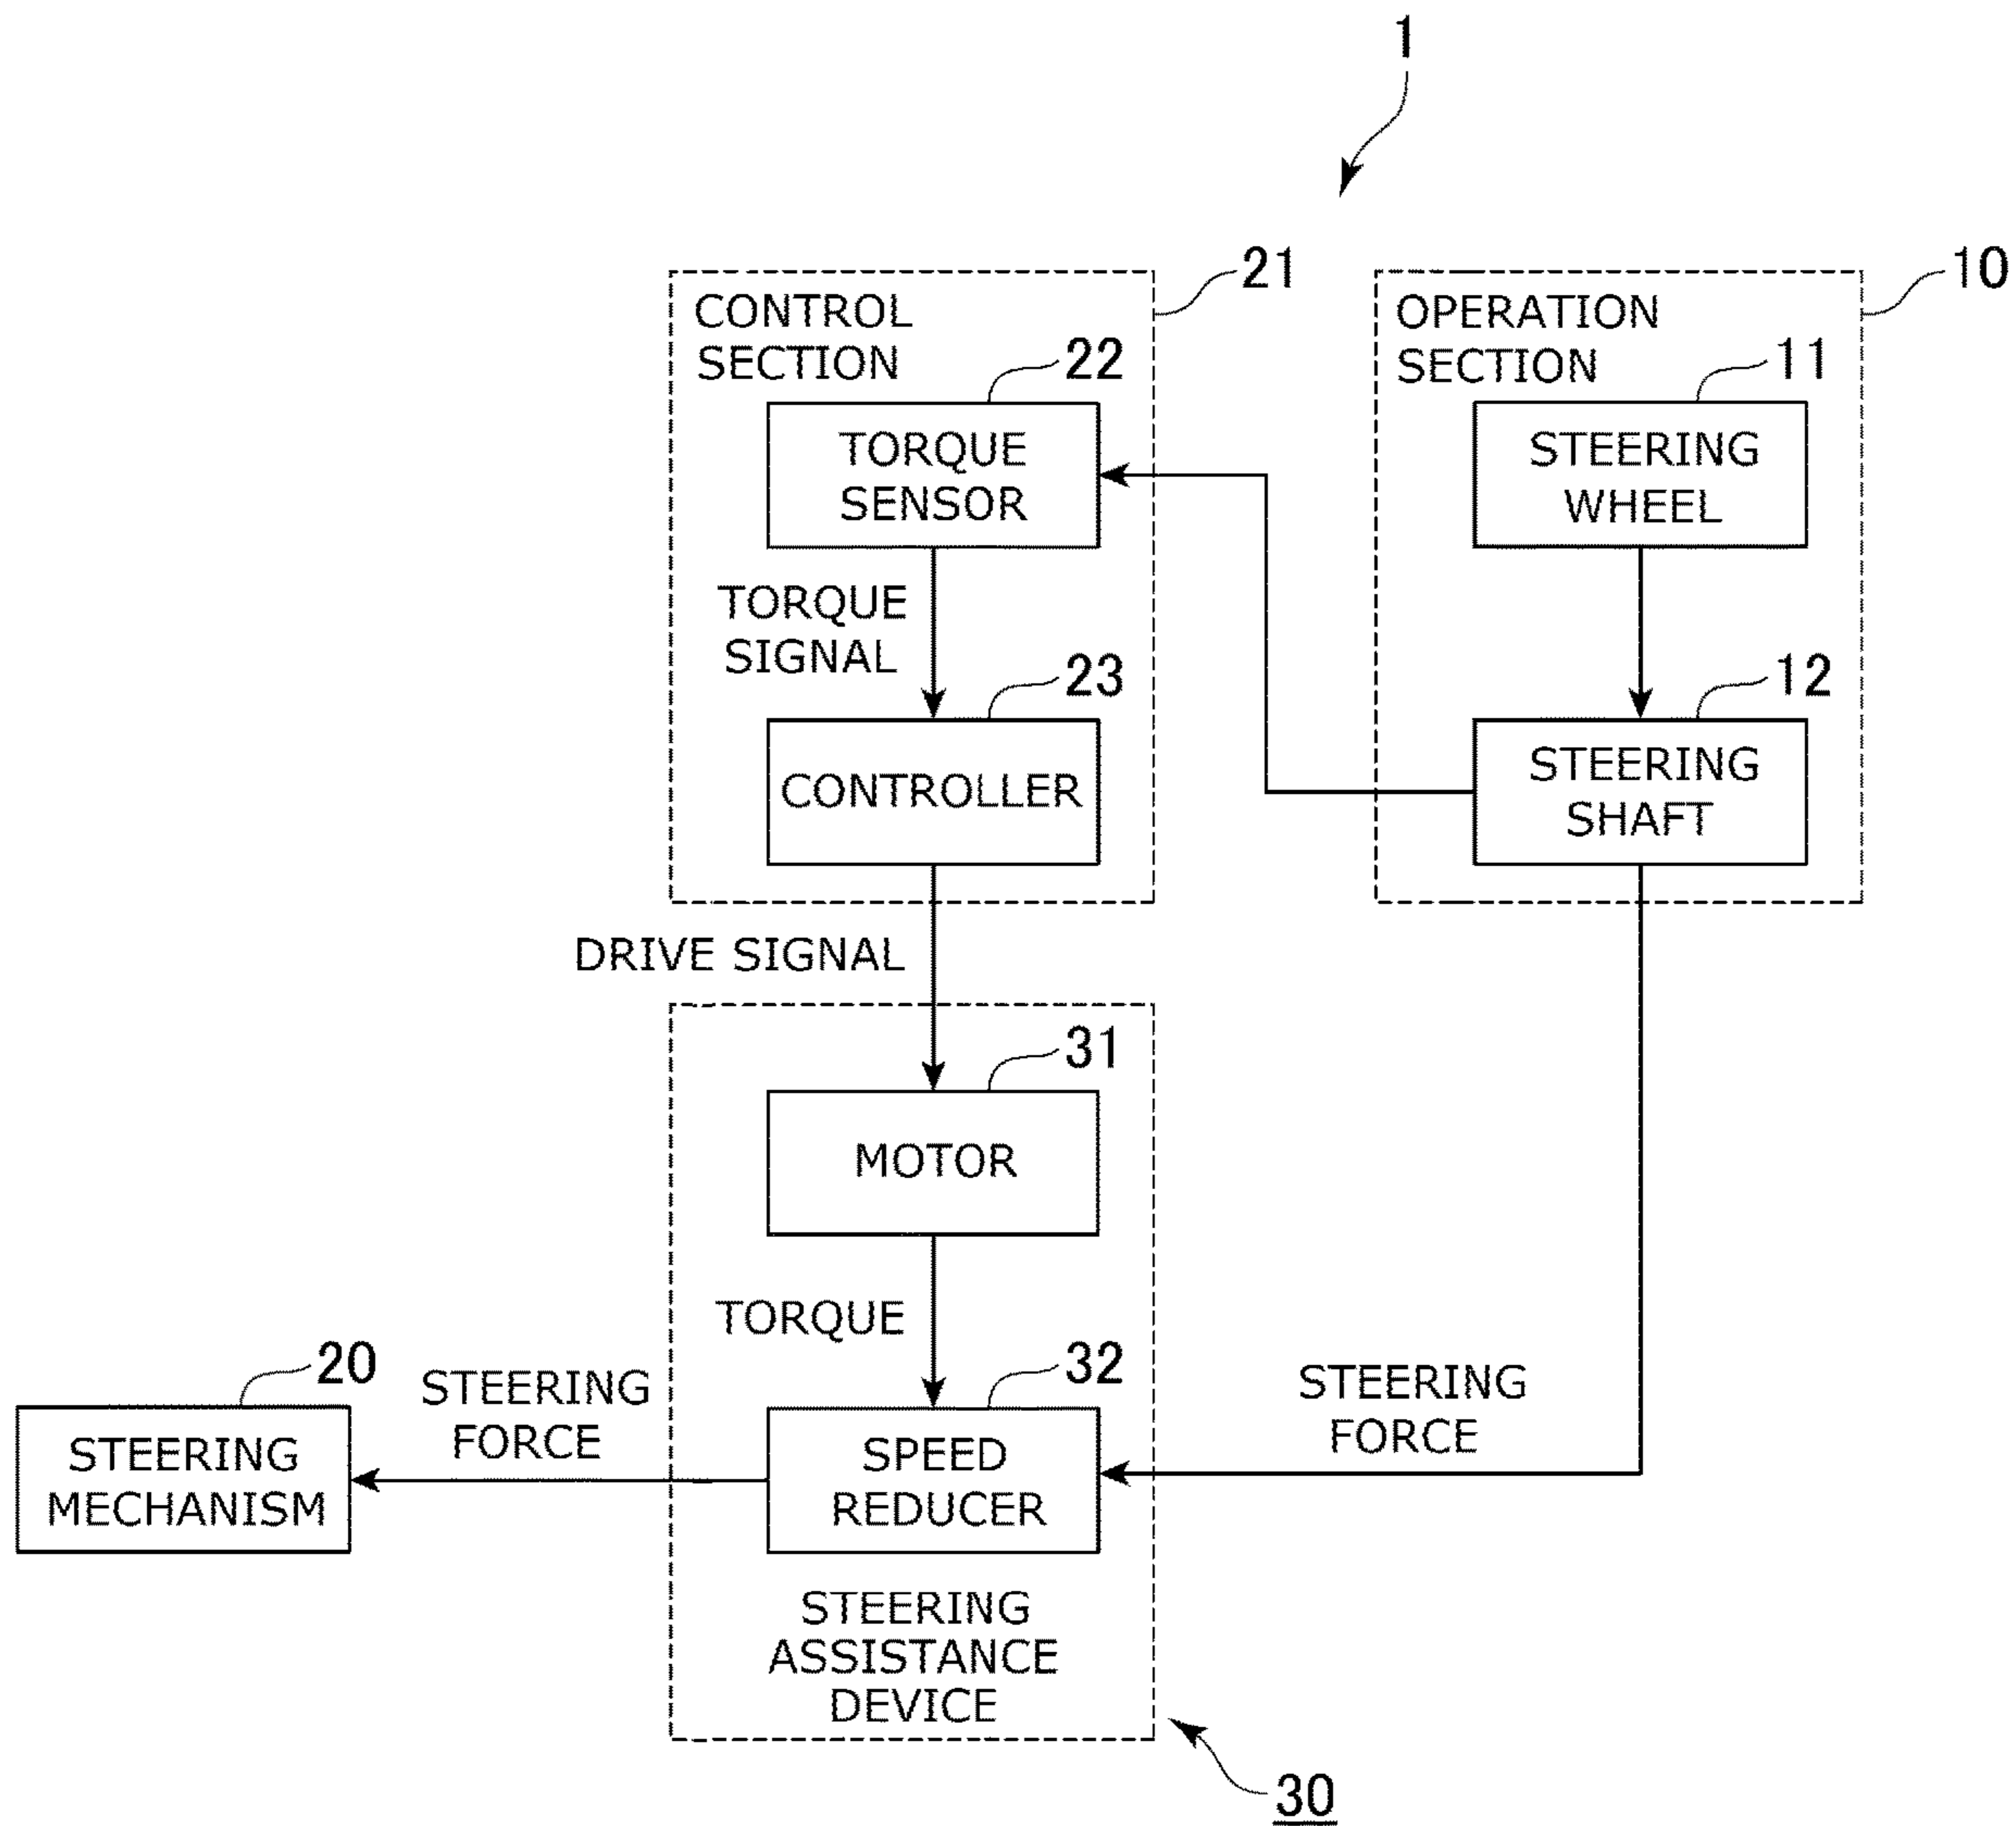 1
21
10
CONTROL
SECTION
22
TORQUE
SENSOR
TORQUE
SIGNAL
23
CONTROLLER
OPERATION
SECTION
11
STEERING
WHEEL
12
STEERING
SHAFT
DRIVE SIGNAL
31
MOTOR
TORQUE
32
SPEED
REDUCER
STEERING
ASSISTANCE
DEVICE
30
STEERING
FORCE
20
STEERING
MECHANISM
STEERING
FORCE